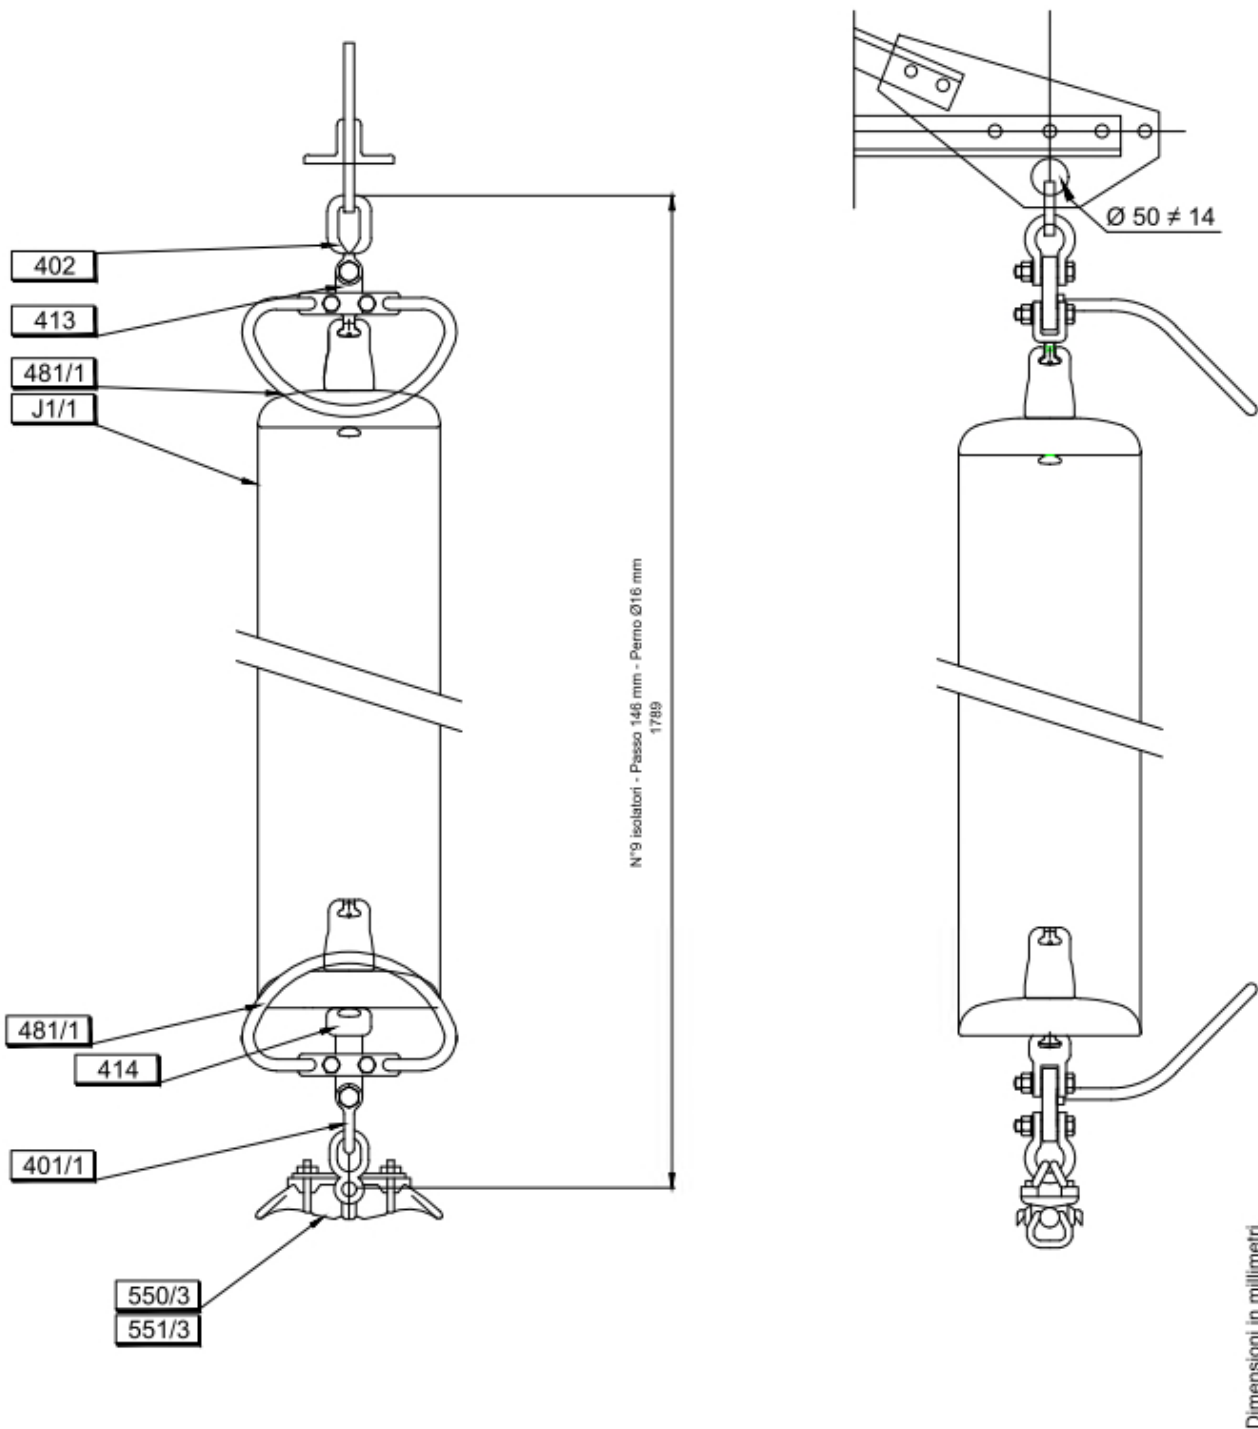 Ø 50 ≠ 14
402
413
481/1
J1/1
N°9 isolatori - Passo 146 mm - Perno Ø16 mm
1789
481/1
414
401/1
550/3
551/3
Dimensioni in millimetri